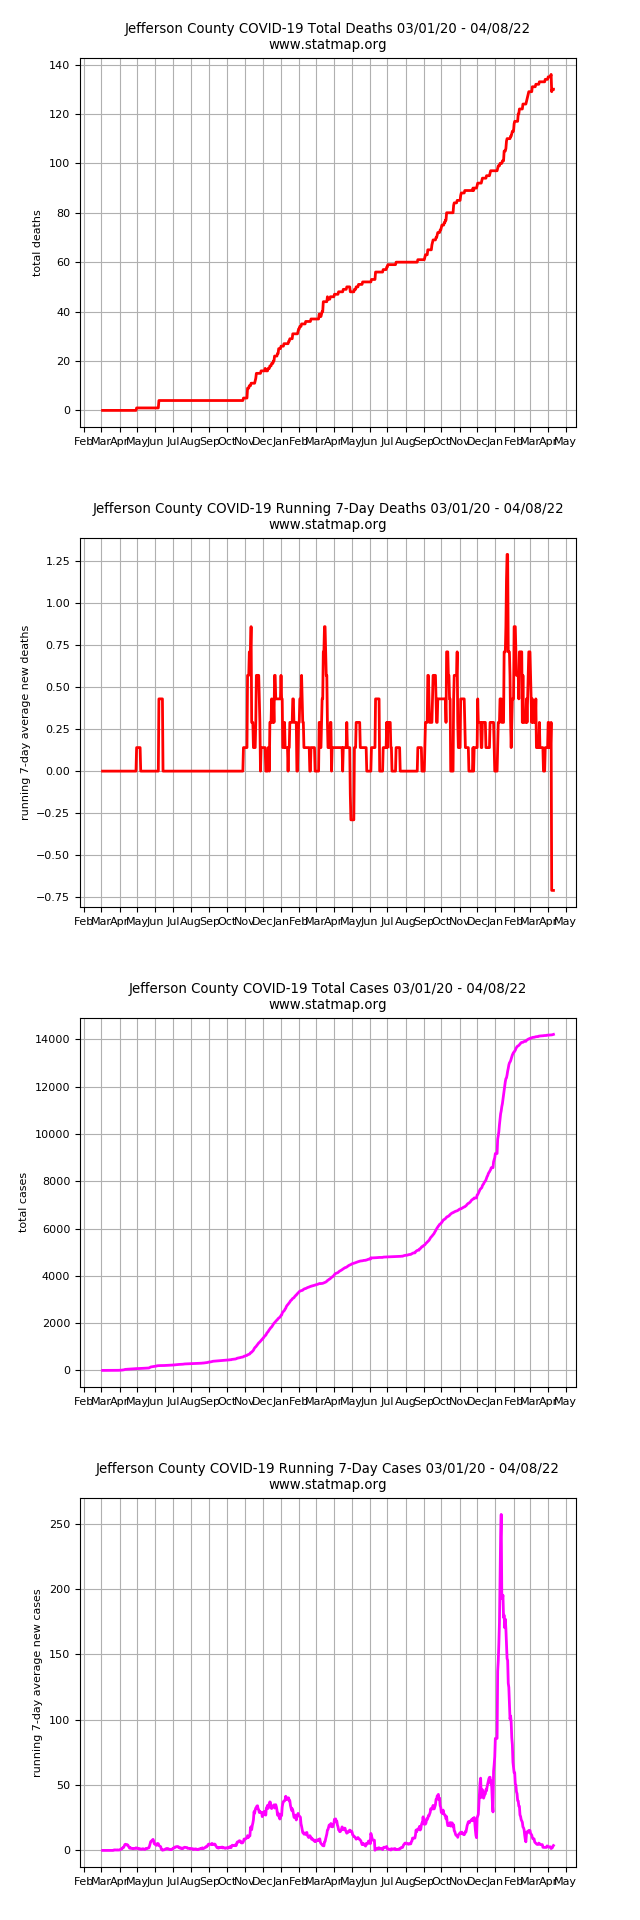 Jefferson County COVID-19 Total Deaths 03/01/20 - 04/08/22
www.statmap.org
140
120
100
80
60
40
20
0
total deaths
Feb Mar Apr May Jun Jul Aug Sep Oct Nov Dec Jan Feb Mar Apr May Jun Jul Aug Sep Oct Nov Dec Jan Feb Mar Apr May
Jefferson County COVID-19 Running 7-Day Deaths 03/01/20 - 04/08/22
www.statmap.org
1.25
1.00
0.75
0.50
0.25
0.00
−0.25
−0.50
−0.75
running 7-day average new deaths
Feb Mar Apr May Jun Jul Aug Sep Oct Nov Dec Jan Feb Mar Apr May Jun Jul Aug Sep Oct Nov Dec Jan Feb Mar Apr May
Jefferson County COVID-19 Total Cases 03/01/20 - 04/08/22
www.statmap.org
14000
12000
10000
8000
6000
4000
2000
0
total cases
Feb Mar Apr May Jun Jul Aug Sep Oct Nov Dec Jan Feb Mar Apr May Jun Jul Aug Sep Oct Nov Dec Jan Feb Mar Apr May
Jefferson County COVID-19 Running 7-Day Cases 03/01/20 - 04/08/22
www.statmap.org
250
200
150
100
50
0
running 7-day average new cases
Feb Mar Apr May Jun Jul Aug Sep Oct Nov Dec Jan Feb Mar Apr May Jun Jul Aug Sep Oct Nov Dec Jan Feb Mar Apr May